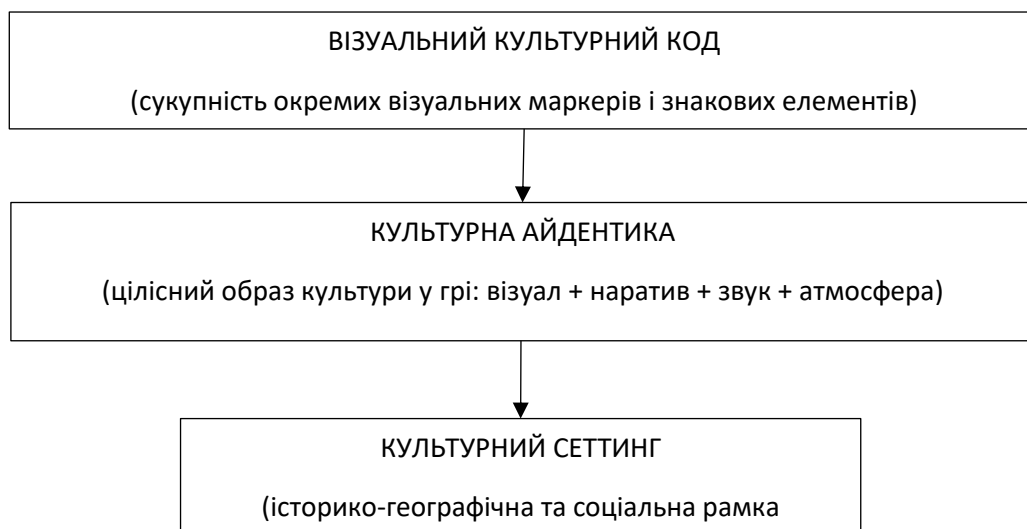 ВІЗУАЛЬНИЙ КУЛЬТУРНИЙ КОД
(сукупність окремих візуальних маркерів і знакових елементів)
КУЛЬТУРНА АЙДЕНТИКА
(цілісний образ культури у грі: візуал + наратив + звук + атмосфера)
КУЛЬТУРНИЙ СЕТТИНГ
(історико-географічна та соціальна рамка